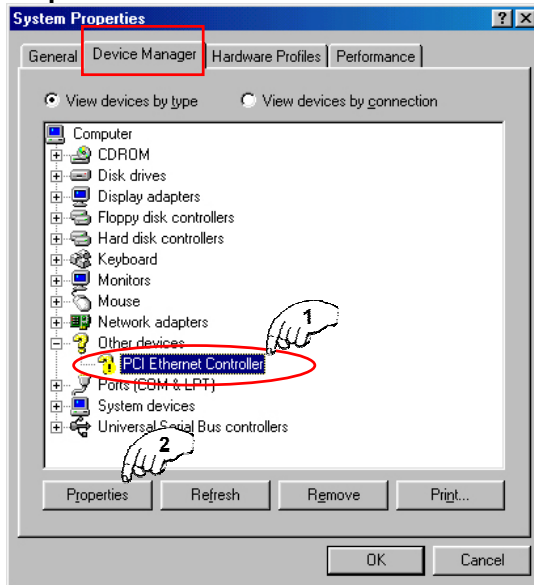 System Properties
General Device Manager Hardware Profiles Performance
View devices by type View devices by connection
Computer
CDROM
Disk drives
Display adapters
Floppy disk controllers
Hard disk controllers
Keyboard
Monitors
Mouse
Network adapters
1
Other devices
PCI Ethernet Controller
Ports (COM & LPT)
System devices
Universal Serial Bus controllers
2
Properties Refresh Remove Print...
OK Cancel